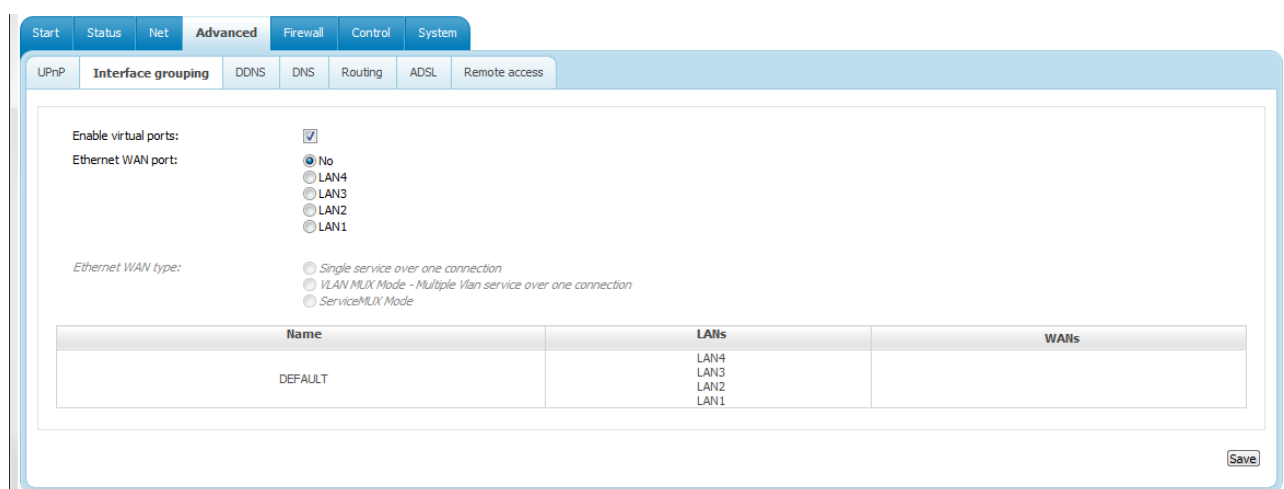 Start Status Net Advanced Firewall Control System
UPnP Interface grouping DDNS DNS Routing ADSL Remote access
Enable virtual ports:
Ethernet WAN port:
No
LAN4
LAN3
LAN2
LAN1
Ethernet WAN type:
Single service over one connection
VLAN MUX Mode - Multiple Vlan service over one connection
ServiceMUX Mode
Name LANs WANs
LAN4
LAN3
DEFAULT
LAN2
LAN1
Save